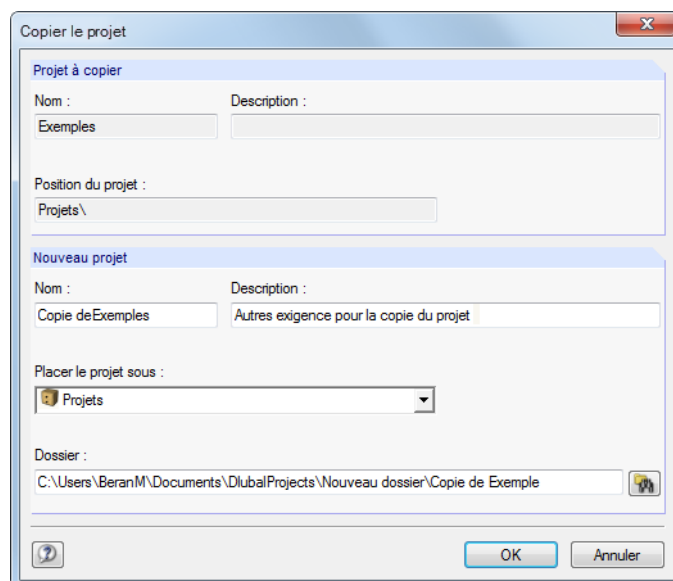 Copier le projet
Projet à copier
Nom : Description :
Exemples
Position du projet :
Projets\
Nouveau projet
Nom : Description :
Copie deExemples Autres exigence pour la copie du projet
Placer le projet sous :
Projets
Dossier :
C:\Users\BeranM\Documents\DlubalProjects\Nouveau dossier\Copie de Exemple
OK Annuler